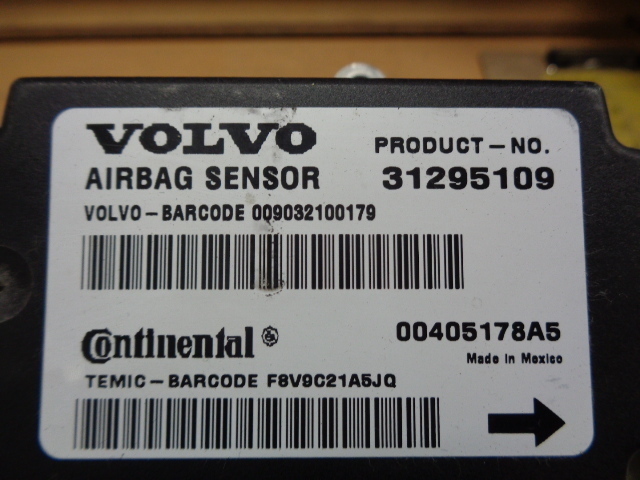 VOLVO
PRODUCT-NO.
AIRBAG SENSOR 31295109
VOLVO-BARCODE 009032100179
Continental 00405178A5
Made in Mexico
TEMIC-BARCODE F8V9C21A5JQ